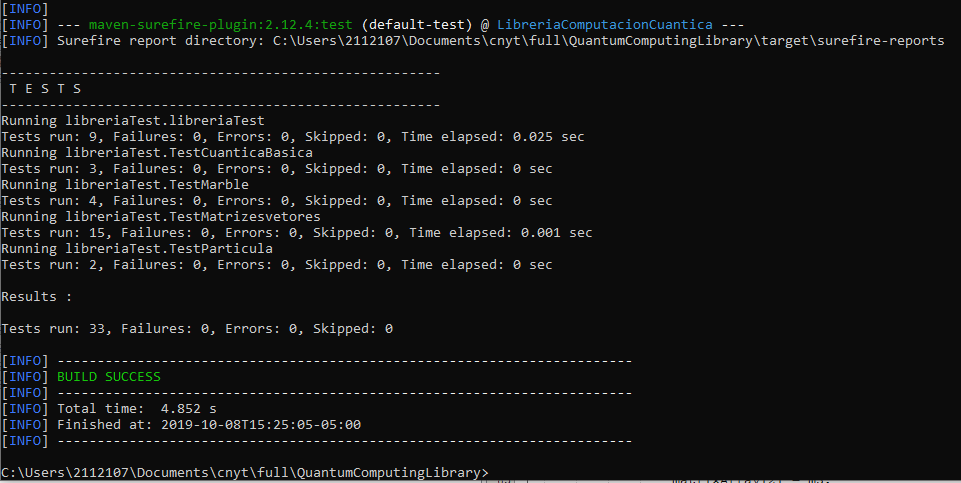 [INFO]
[INFO] --- maven-surefire-plugin:2.12.4:test (default-test) @ LibreriaComputacionCuantica ---
[INFO] Surefire report directory: C:\Users\2112107\Documents\cnyt\full\QuantumComputingLibrary\target\surefire-reports
-------------------------------------------------------
T E S T S
-------------------------------------------------------
Running libreriaTest.libreriaTest
Tests run: 9, Failures: 0, Errors: 0, Skipped: 0, Time elapsed: 0.025 sec
Running libreriaTest.TestCuanticaBasica
Tests run: 3, Failures: 0, Errors: 0, Skipped: 0, Time elapsed: 0 sec
Running libreriaTest.TestMarble
Tests run: 4, Failures: 0, Errors: 0, Skipped: 0, Time elapsed: 0 sec
Running libreriaTest.TestMatrizesvetores
Tests run: 15, Failures: 0, Errors: 0, Skipped: 0, Time elapsed: 0.001 sec
Running libreriaTest.TestParticula
Tests run: 2, Failures: 0, Errors: 0, Skipped: 0, Time elapsed: 0 sec
Results :
Tests run: 33, Failures: 0, Errors: 0, Skipped: 0
[INFO] ------------------------------------------------------------------------
[INFO] BUILD SUCCESS
[INFO] ------------------------------------------------------------------------
[INFO] Total time:  4.852 s
[INFO] Finished at: 2019-10-08T15:25:05-05:00
[INFO] ------------------------------------------------------------------------
C:\Users\2112107\Documents\cnyt\full\QuantumComputingLibrary>